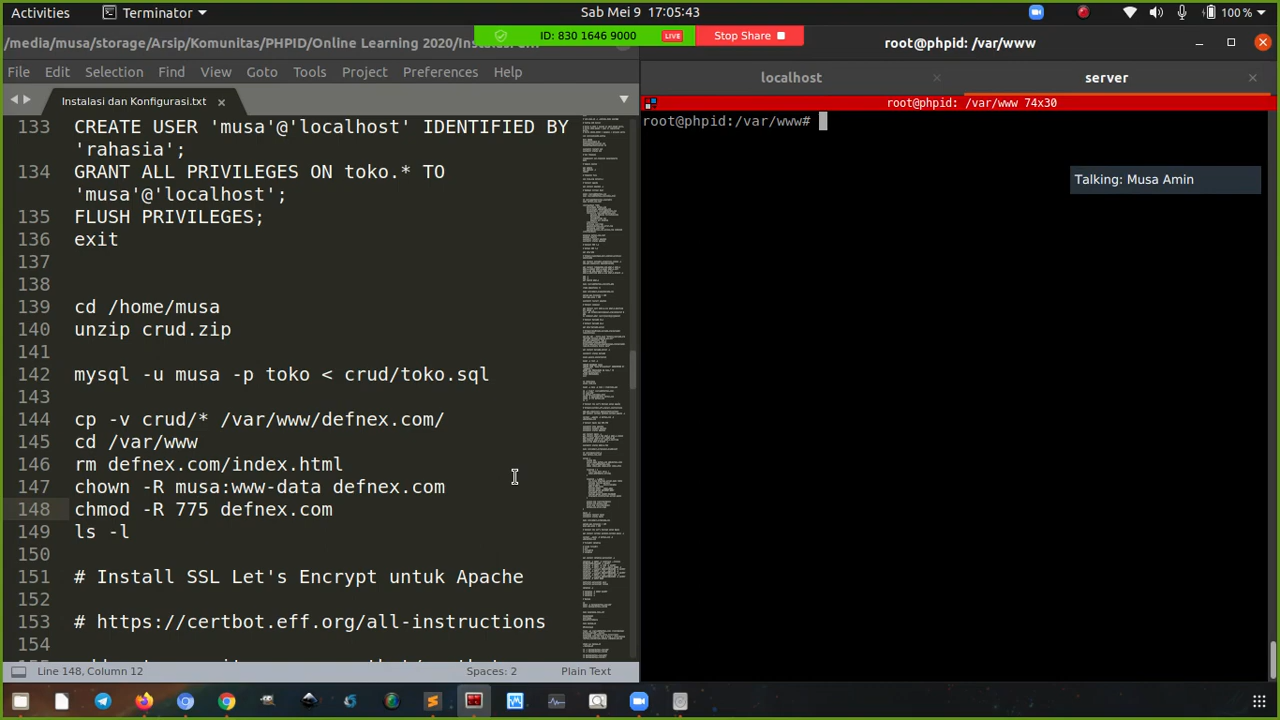 Activities
Terminator
Sab Mei 9 17:05:43
100 %
ID: 830 1646 9000
LIVE
Stop Share
/media/musa/storage/Arsip/Komunitas/PHPID/Online Learning 2020/
root@phpid: /var/www
File Edit Selection Find View Goto Tools Project Preferences Help
localhost
server
Instalasi dan Konfigurasi.txt
root@phpid: /var/www 74x30
root@phpid:/var/www#
Talking: Musa Amin
133 CREATE USER 'musa'@'localhost' IDENTIFIED BY
'rahasia';
134 GRANT ALL PRIVILEGES ON toko.* TO
'musa'@'localhost';
135 FLUSH PRIVILEGES;
136 exit
137
138
139 cd /home/musa
140 unzip crud.zip
141
142 mysql -u musa -p toko < crud/toko.sql
143
144 cp -v crud/* /var/www/defnex.com/
145 cd /var/www
146 rm defnex.com/index.html
147 chown -R musa:www-data defnex.com
148 chmod -R 775 defnex.com
149 ls -l
150
151 # Install SSL Let's Encrypt untuk Apache
152
153 # https://certbot.eff.org/all-instructions
154
Line 148, Column 12
Spaces: 2
Plain Text